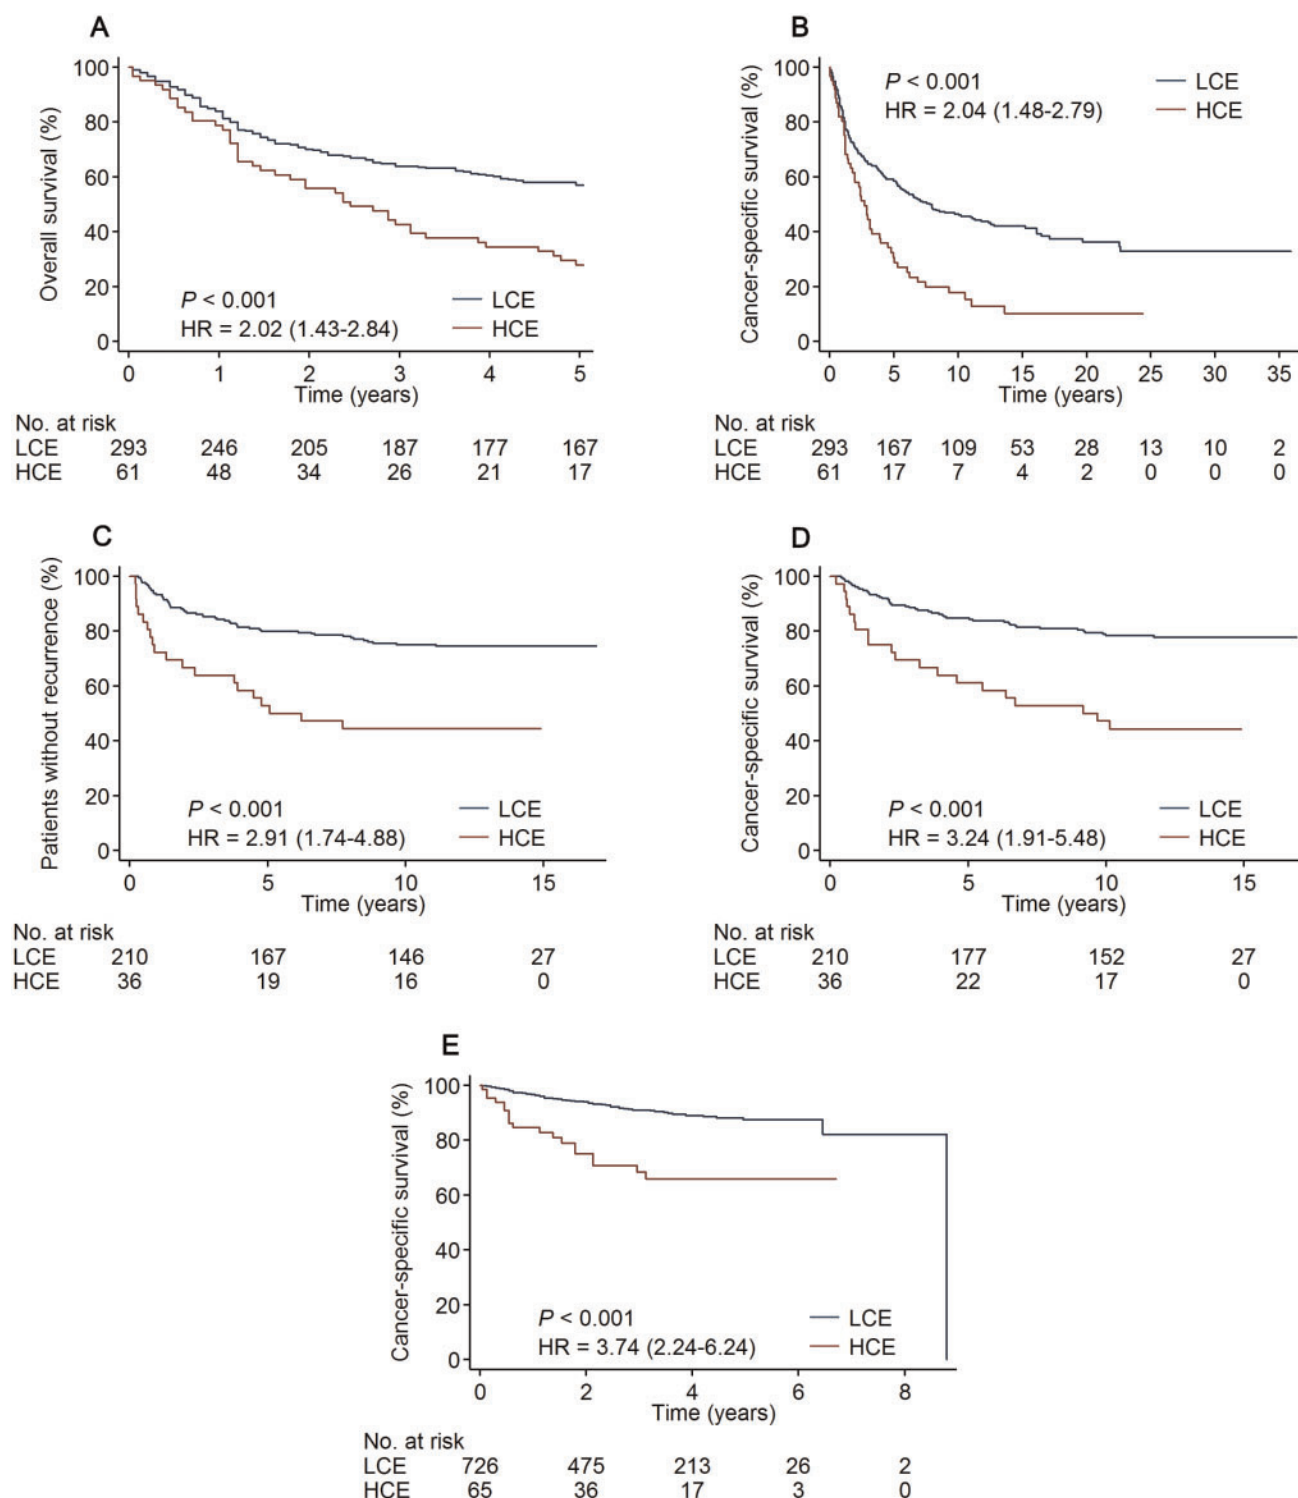 A
Overall survival (%)
100
80
60
40
20
0
P < 0.001
HR = 2.02 (1.43-2.84)
LCE
HCE
0 1 2 3 4 5
Time (years)
No. at risk
LCE 293 246 205 187 177 167
HCE 61 48 34 26 21 17
B
Cancer-specific survival (%)
100
80
60
40
20
0
P < 0.001
HR = 2.04 (1.48-2.79)
LCE
HCE
0 5 10 15 20 25 30 35
Time (years)
No. at risk
LCE 293 167 109 53 28 13 10 2
HCE 61 17 7 4 2 0 0 0
C
Patients without recurrence (%)
100
80
60
40
20
0
P < 0.001
HR = 2.91 (1.74-4.88)
LCE
HCE
0 5 10 15
Time (years)
No. at risk
LCE 210 167 146 27
HCE 36 19 16 0
D
Cancer-specific survival (%)
100
80
60
40
20
0
P < 0.001
HR = 3.24 (1.91-5.48)
LCE
HCE
0 5 10 15
Time (years)
No. at risk
LCE 210 177 152 27
HCE 36 22 17 0
E
Cancer-specific survival (%)
100
80
60
40
20
0
P < 0.001
HR = 3.74 (2.24-6.24)
LCE
HCE
0 2 4 6 8
Time (years)
No. at risk
LCE 726 475 213 26 2
HCE 65 36 17 3 0